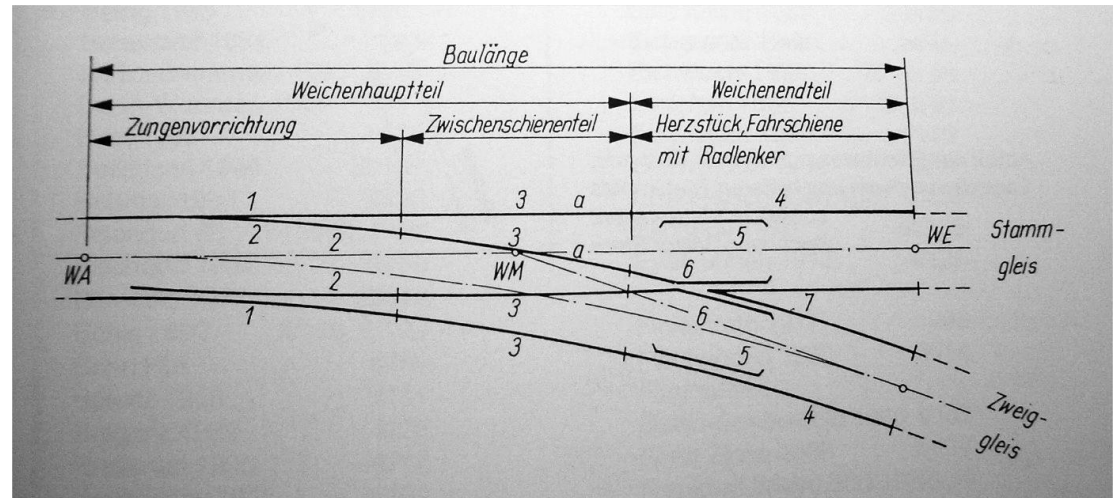 Baulänge
Weichenhauptteil
Weichenendteil
Zungenvorrichtung
Zwischenschienenteil
Herzstück, Fahrschiene
mit Radlenker
1
3
a
4
2
2
3
a
5
WE
Stamm-
gleis
WA
WM
6
2
3
6
7
1
3
5
4
Zweig-
gleis